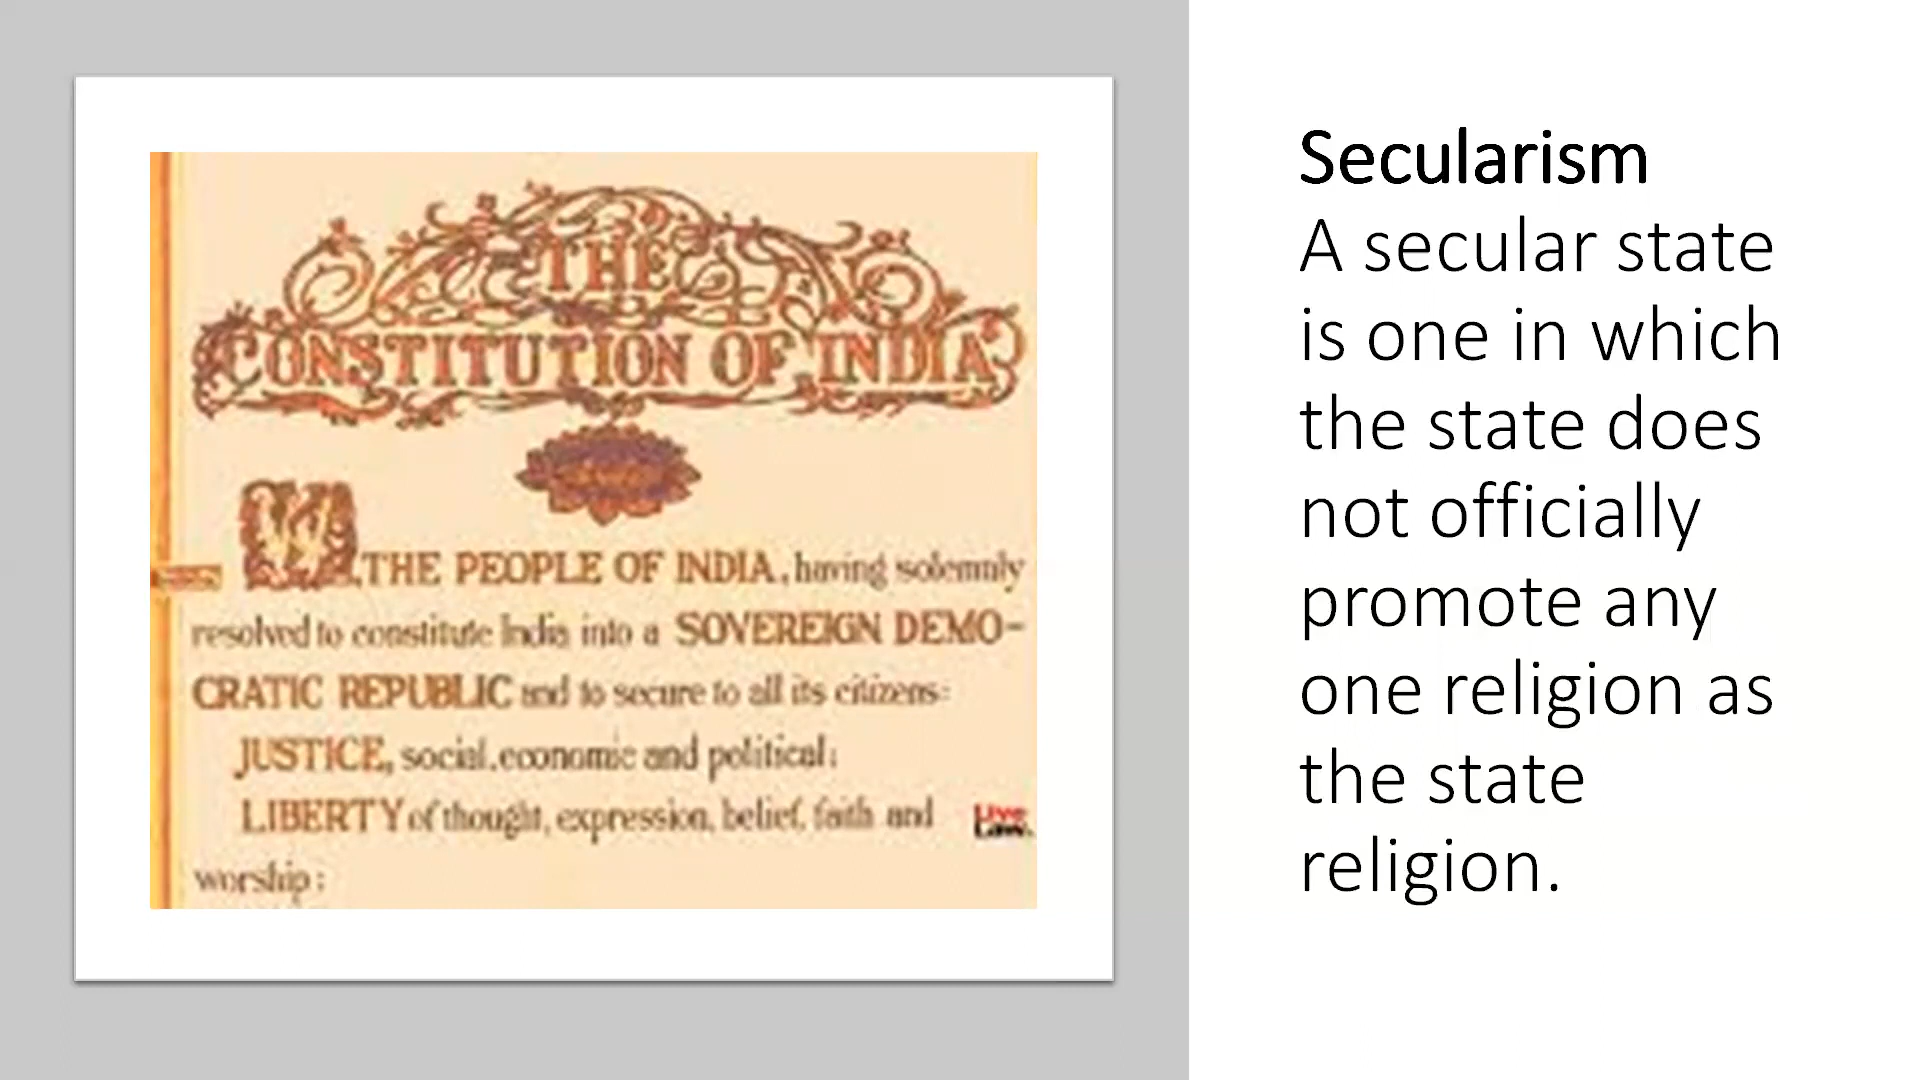 THE
CONSTITUTION OF INDIA
WE, THE PEOPLE OF INDIA, having solemnly
resolved to constitute India into a SOVEREIGN DEMO-
CRATIC REPUBLIC and to secure to all its citizens:
JUSTICE, social, economic and political;
LIBERTY of thought, expression, belief, faith and
worship;
Live
Law.
Secularism
A secular state
is one in which
the state does
not officially
promote any
one religion as
the state
religion.